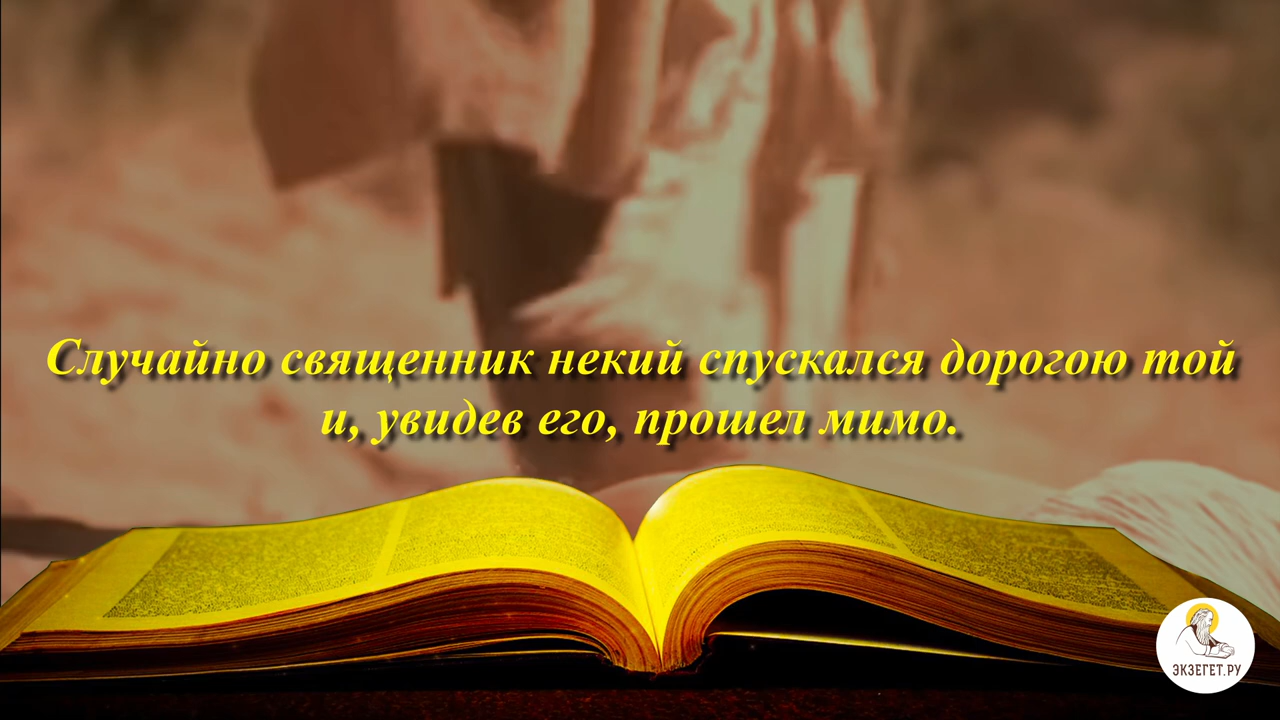 Случайно священник некий спускался дорогою той
и, увидев его, прошел мимо.
ЭКЗЕГЕТ.РУ